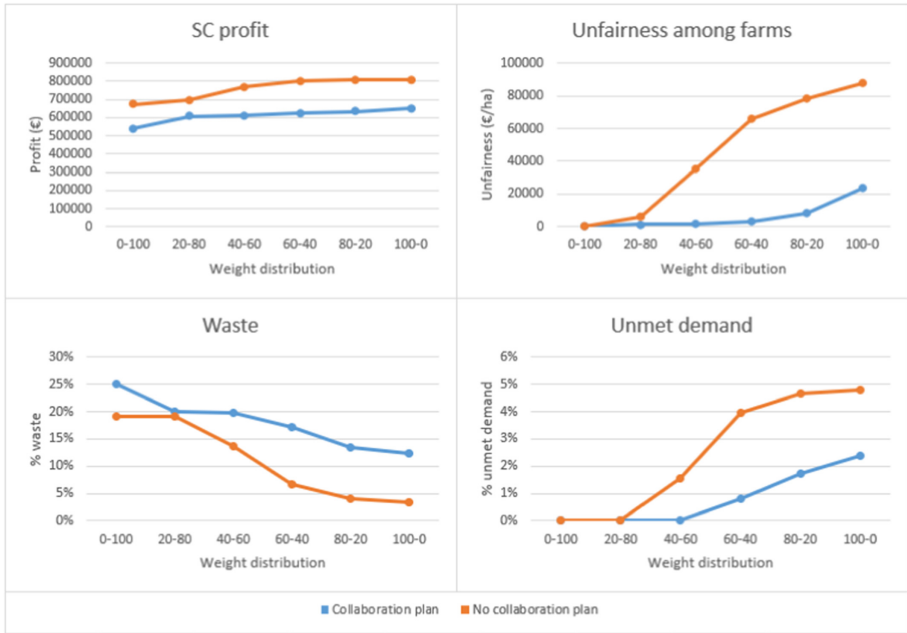 SC profit
Profit (€)
900000
800000
700000
600000
500000
400000
300000
200000
100000
0
0-100 20-80 40-60 60-40 80-20 100-0
Weight distribution
Unfairness among farms
Unfairness (€/ha)
100000
80000
60000
40000
20000
0
0-100 20-80 40-60 60-40 80-20 100-0
Weight distribution
Waste
% waste
30%
25%
20%
15%
10%
5%
0%
0-100 20-80 40-60 60-40 80-20 100-0
Weight distribution
Unmet demand
% unmet demand
6%
5%
4%
3%
2%
1%
0%
0-100 20-80 40-60 60-40 80-20 100-0
Weight distribution
Collaboration plan No collaboration plan